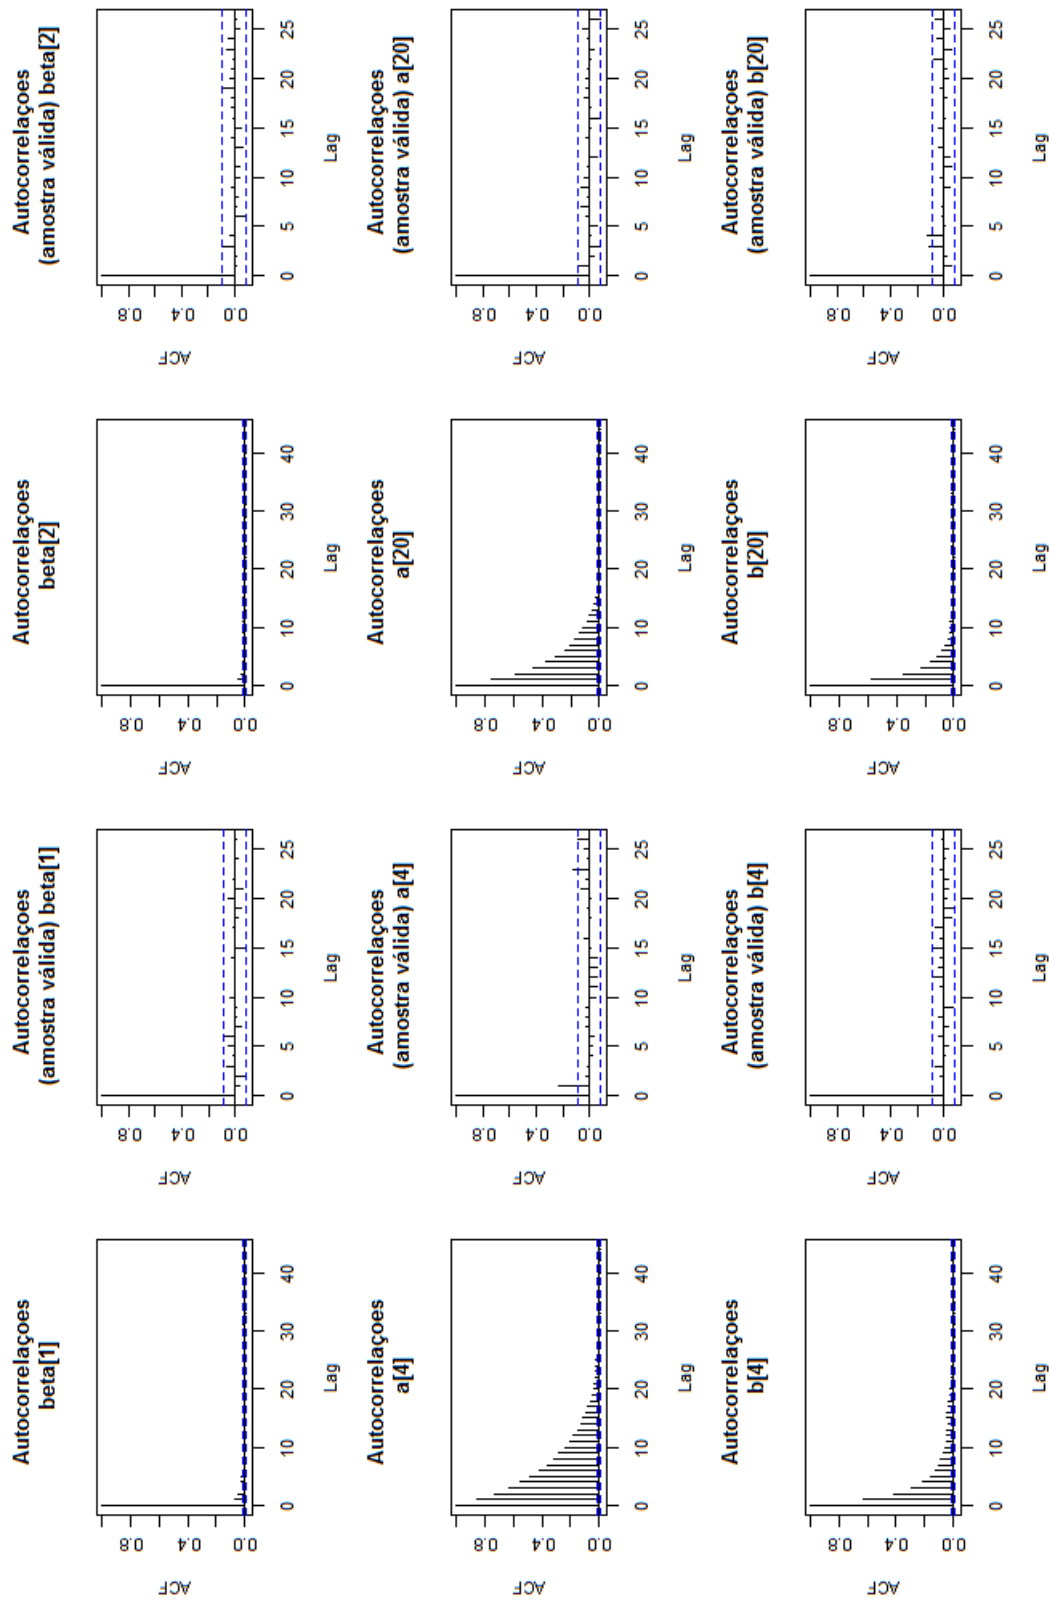 Autocorrelaçoes
beta[1]
ACF
0.8
0.4
0.0
0 10 20 30 40
Lag
Autocorrelaçoes
(amostra válida) beta[1]
ACF
0.8
0.4
0.0
0 5 10 15 20 25
Lag
Autocorrelaçoes
beta[2]
ACF
0.8
0.4
0.0
0 10 20 30 40
Lag
Autocorrelaçoes
(amostra válida) beta[2]
ACF
0.8
0.4
0.0
0 5 10 15 20 25
Lag
Autocorrelaçoes
a[4]
ACF
0.8
0.4
0.0
0 10 20 30 40
Lag
Autocorrelaçoes
(amostra válida) a[4]
ACF
0.8
0.4
0.0
0 5 10 15 20 25
Lag
Autocorrelaçoes
a[20]
ACF
0.8
0.4
0.0
0 10 20 30 40
Lag
Autocorrelaçoes
(amostra válida) a[20]
ACF
0.8
0.4
0.0
0 5 10 15 20 25
Lag
Autocorrelaçoes
b[4]
ACF
0.8
0.4
0.0
0 10 20 30 40
Lag
Autocorrelaçoes
(amostra válida) b[4]
ACF
0.8
0.4
0.0
0 5 10 15 20 25
Lag
Autocorrelaçoes
b[20]
ACF
0.8
0.4
0.0
0 10 20 30 40
Lag
Autocorrelaçoes
(amostra válida) b[20]
ACF
0.8
0.4
0.0
0 5 10 15 20 25
Lag